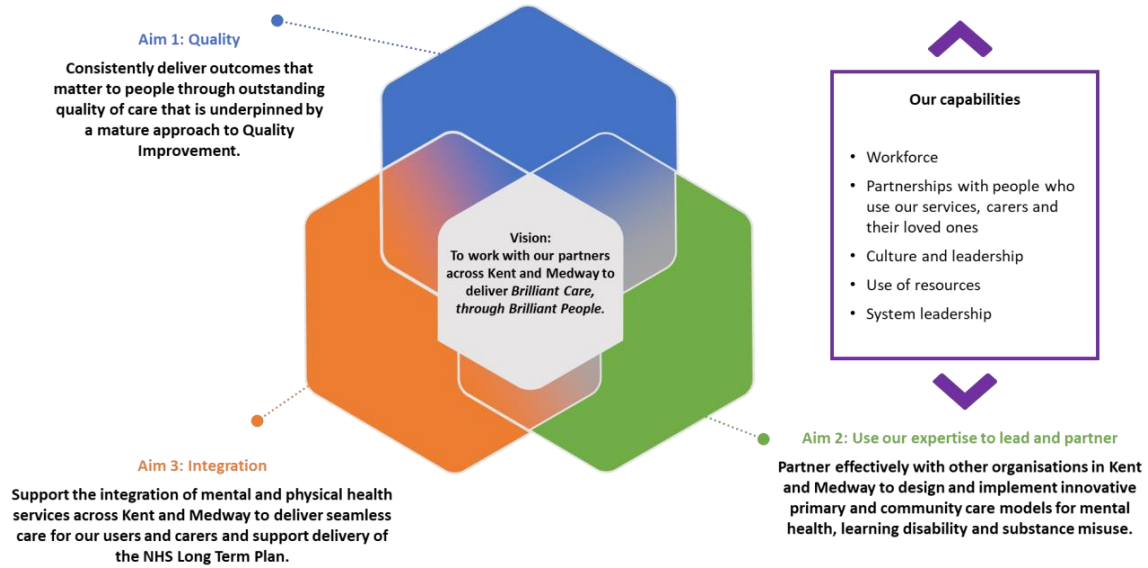 Aim 1: Quality
Consistently deliver outcomes that
matter to people through outstanding
quality of care that is underpinned by
a mature approach to Quality
Improvement.
Vision:
To work with our partners
across Kent and Medway to
deliver Brilliant Care,
through Brilliant People.
Our capabilities
• Workforce
• Partnerships with people who
use our services, carers and
their loved ones
• Culture and leadership
• Use of resources
• System leadership
Aim 3: Integration
Support the integration of mental and physical health
services across Kent and Medway to deliver seamless
care for our users and carers and support delivery of
the NHS Long Term Plan.
Aim 2: Use our expertise to lead and partner
Partner effectively with other organisations in Kent
and Medway to design and implement innovative
primary and community care models for mental
health, learning disability and substance misuse.